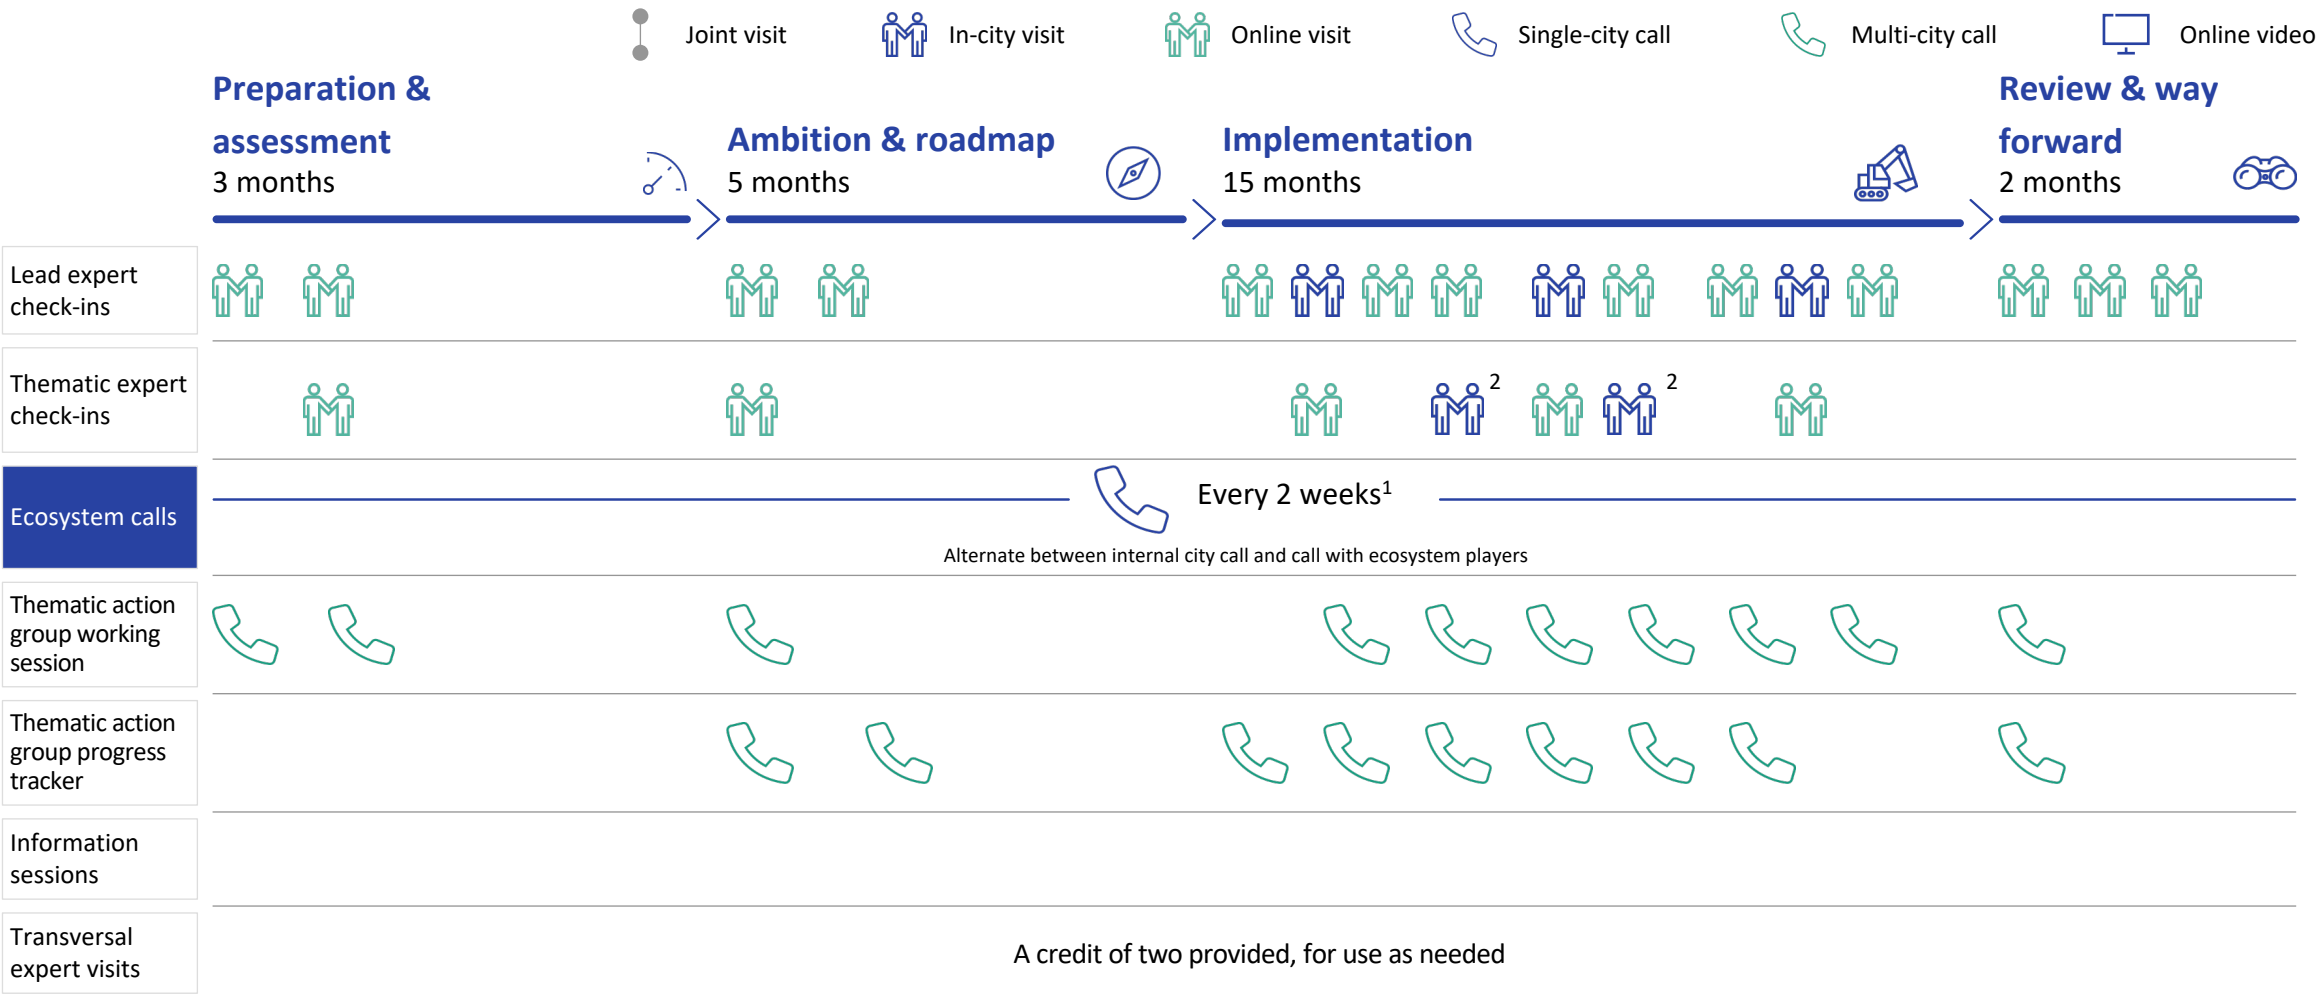 Joint visit
In-city visit
Online visit
Single-city call
Multi-city call
Online video
Preparation &
assessment
3 months
Ambition & roadmap
5 months
Implementation
15 months
Review & way
forward
2 months
Lead expert
check-ins
Thematic expert
check-ins
2
2
Ecosystem calls
Every 2 weeks1
Alternate between internal city call and call with ecosystem players
Thematic action
group working
session
Thematic action
group progress
tracker
Information
sessions
Transversal
expert visits
A credit of two provided, for use as needed